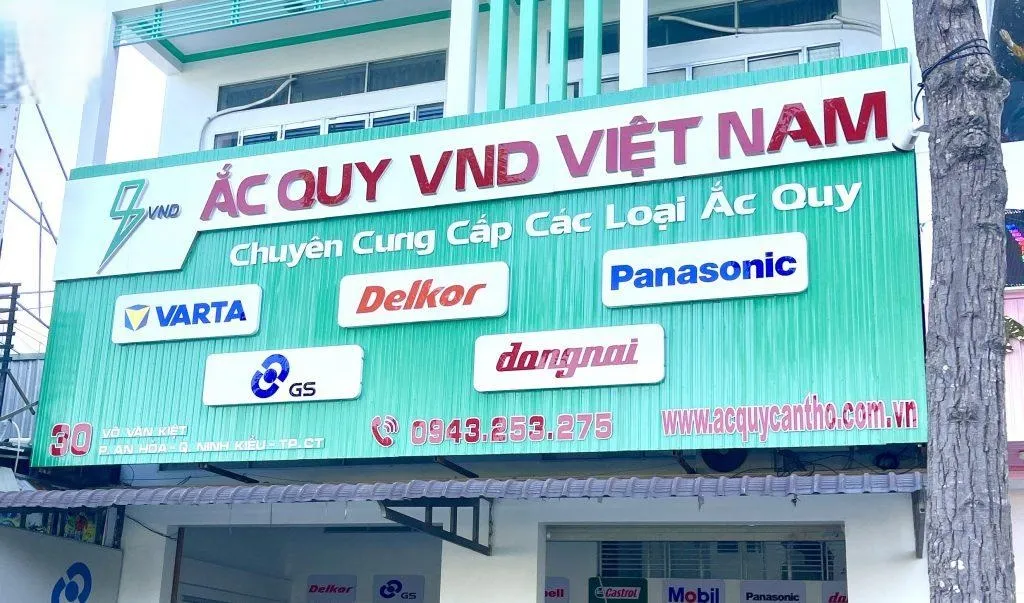 ẮC QUY VND VIỆT NAM
VND
Chuyên Cung Cấp Các Loại Ắc Quy
VARTA
Delkor
Panasonic
GS
dongnai
30
VÕ VĂN KIỆT
P. AN HÒA - Q. NINH KIỀU - TP.CT
0943.253.275
www.acquycantho.com.vn
Delkor
GS
Castrol
Mobil
Panasonic